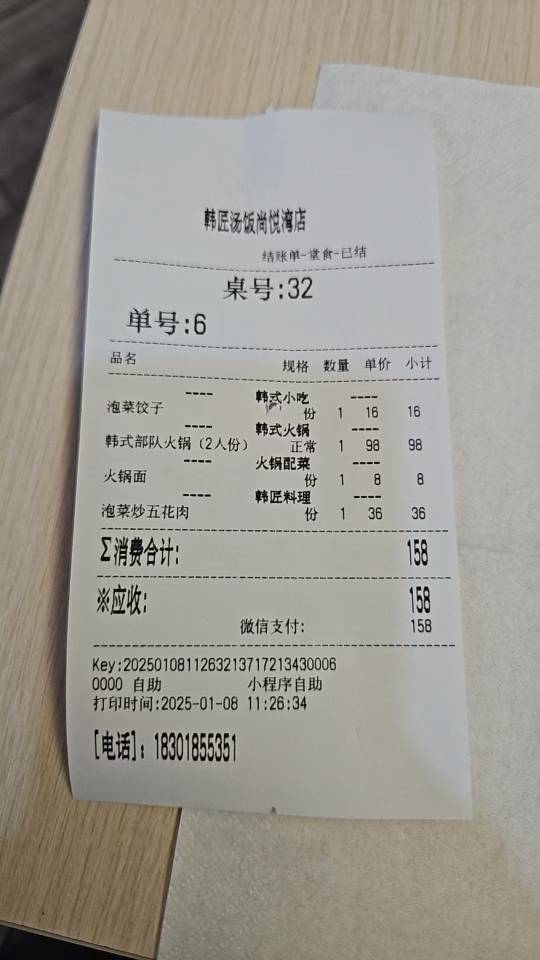 韩匠汤饭尚悦湾店
结账单-堂食-已结
桌号:32
单号:6
品名 规格 数量 单价 小计
---- 韩式小吃 ----
泡菜饺子 份 1 16 16
---- 韩式火锅 ----
韩式部队火锅（2人份） 正常 1 98 98
---- 火锅配菜 ----
火锅面 份 1 8 8
---- 韩匠料理 ----
泡菜炒五花肉 份 1 36 36
Σ消费合计: 158
※应收: 158
微信支付: 158
Key:2025010811263213717213430006
0000 自助 小程序自助
打印时间:2025-01-08 11:26:34
[电话]: 18301855351